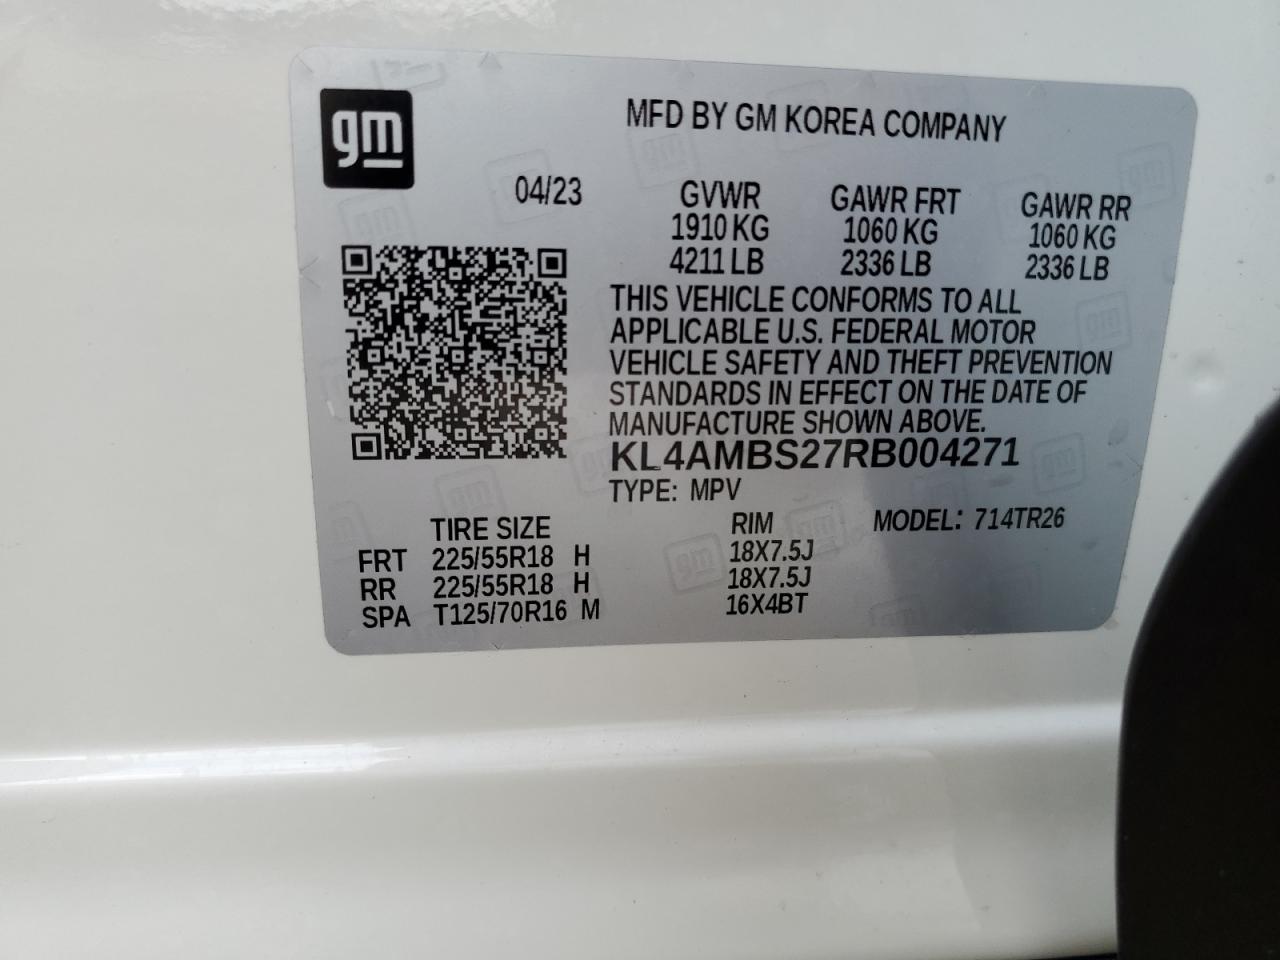 gm
MFD BY GM KOREA COMPANY
04/23 GVWR GAWR FRT GAWR RR
1910 KG 1060 KG 1060 KG
4211 LB 2336 LB 2336 LB
THIS VEHICLE CONFORMS TO ALL
APPLICABLE U.S. FEDERAL MOTOR
VEHICLE SAFETY AND THEFT PREVENTION
STANDARDS IN EFFECT ON THE DATE OF
MANUFACTURE SHOWN ABOVE.
KL4AMBS27RB004271
TYPE: MPV
TIRE SIZE RIM MODEL: 714TR26
FRT 225/55R18 H 18X7.5J
RR 225/55R18 H 18X7.5J
SPA T125/70R16 M 16X4BT